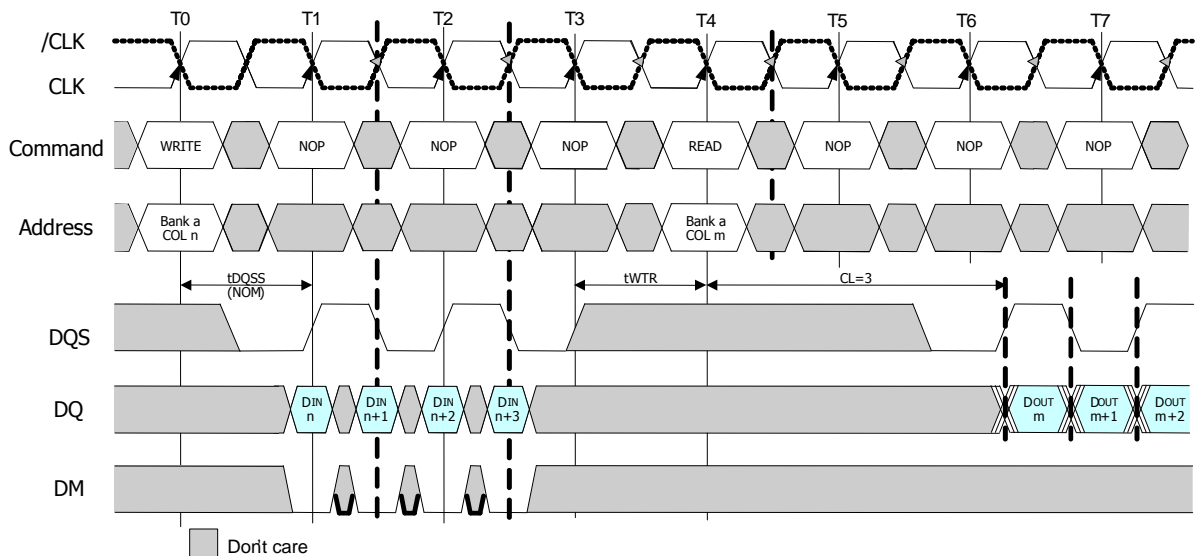 T0 T1 T2 T3 T4 T5 T6 T7
/CLK
CLK
Command WRITE NOP NOP NOP READ NOP NOP NOP
Address Bank a COL n Bank a COL m
tDQSS (NOM) tWTR CL=3
DQS
DQ DIN n DIN n+1 DIN n+2 DIN n+3 DOUT m DOUT m+1 DOUT m+2
DM
Don't care